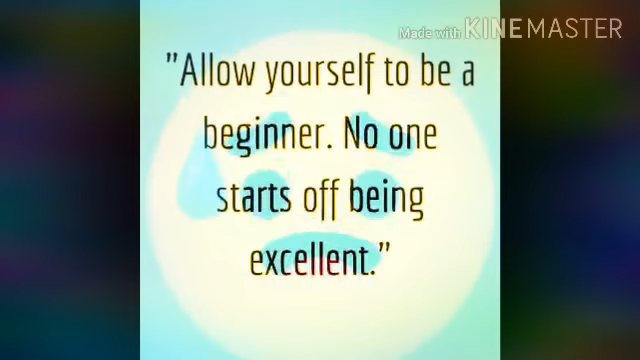 Made with KINEMASTER
"Allow yourself to be a
beginner. No one
starts off being
excellent."